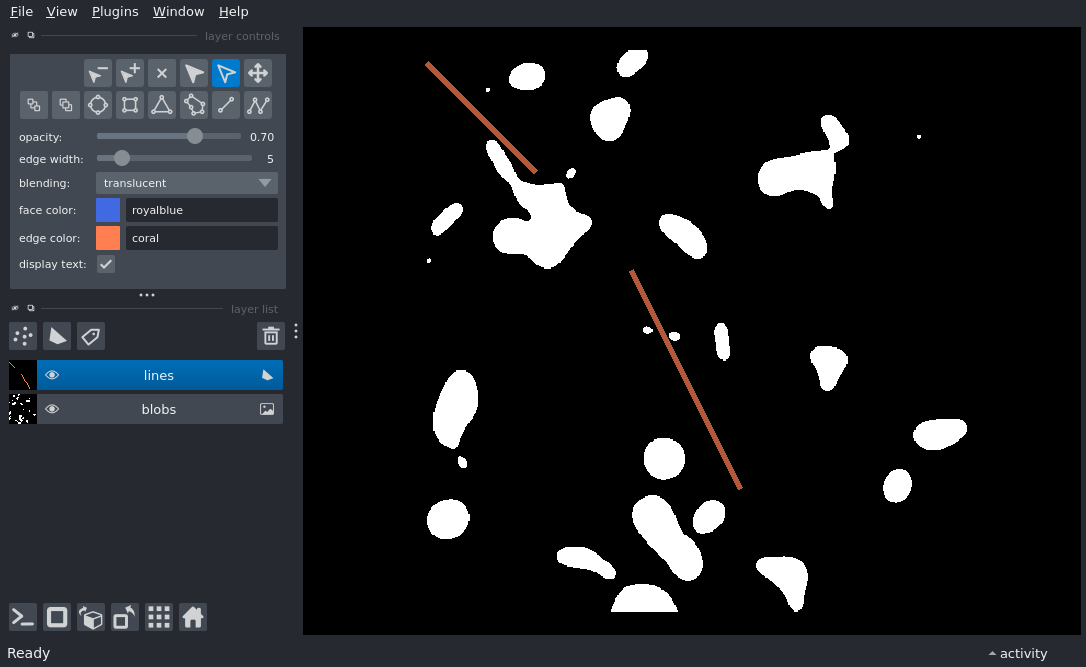 File View Plugins Window Help
layer controls
opacity: 0.70
edge width: 5
blending: translucent
face color: royalblue
edge color: coral
display text:
layer list
lines
blobs
Ready
activity